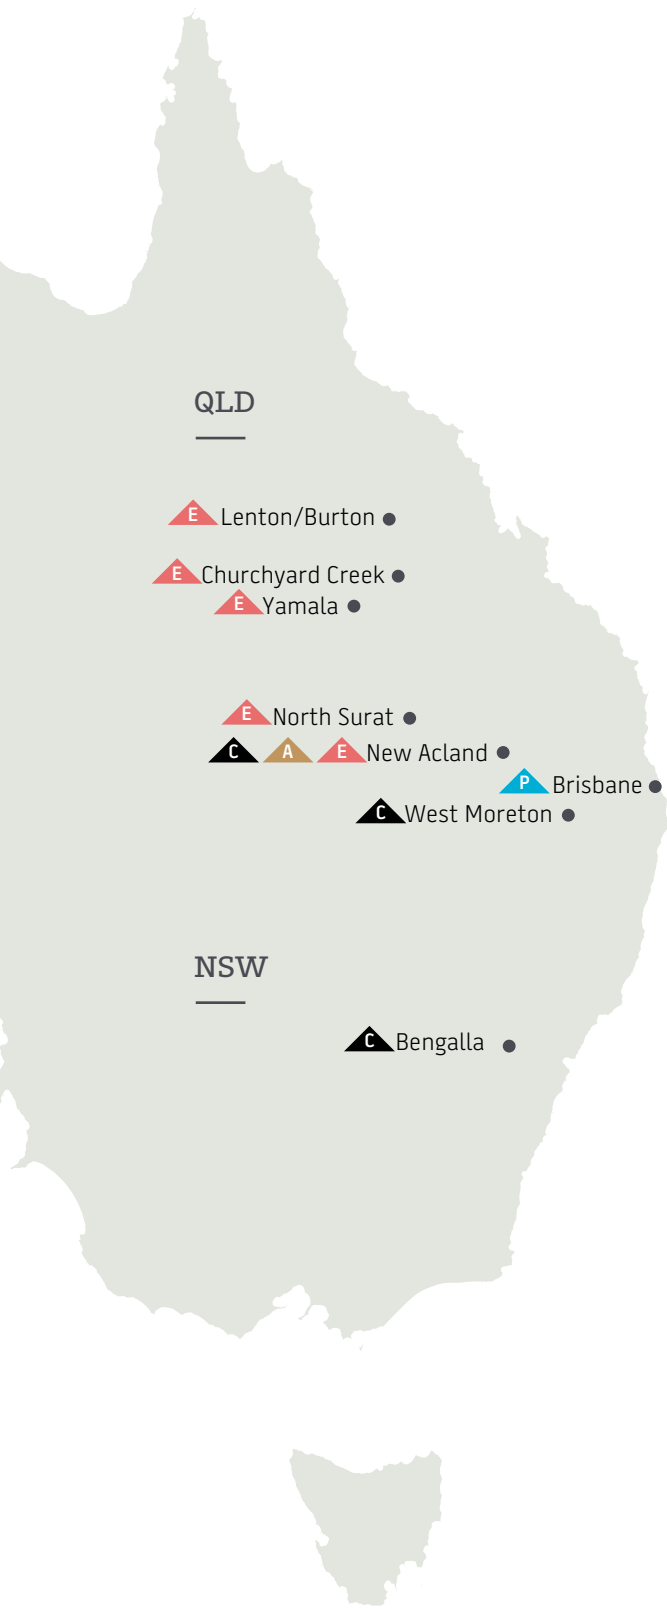 QLD
E Lenton/Burton
E Churchyard Creek
E Yamala
E North Surat
C A E New Acland
P Brisbane
C West Moreton
NSW
C Bengalla